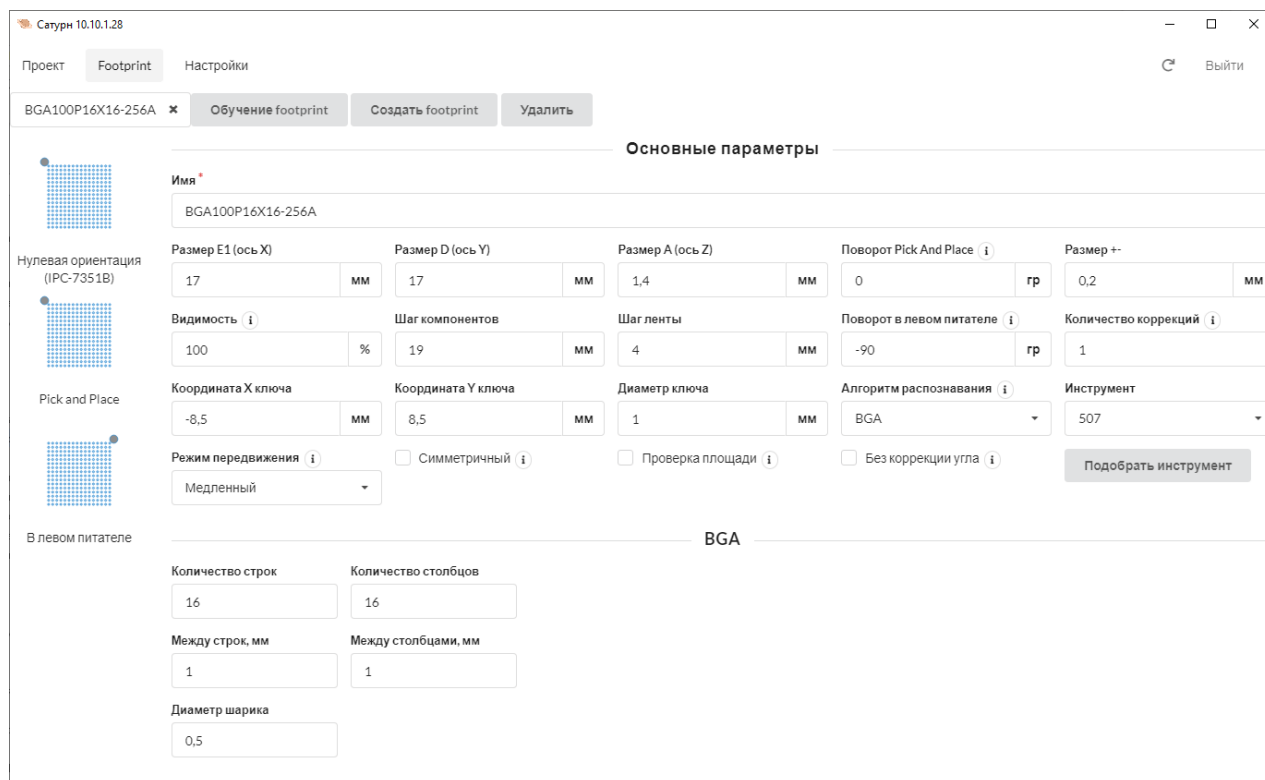 Сатурн 10.10.1.28
Проект Footprint Настройки Выйти
BGA100P16X16-256A Обучение footprint Создать footprint Удалить
Основные параметры
Имя*
BGA100P16X16-256A
Нулевая ориентация
(IPC-7351B)
Pick and Place
В левом питателе
Размер E1 (ось X) Размер D (ось Y) Размер A (ось Z) Поворот Pick And Place i Размер +-
17 мм 17 мм 1,4 мм 0 гр 0,2 мм
Видимость i Шаг компонентов Шаг ленты Поворот в левом питателе i Количество коррекций i
100 % 19 мм 4 мм -90 гр 1
Координата X ключа Координата Y ключа Диаметр ключа Алгоритм распознавания i Инструмент
-8,5 мм 8,5 мм 1 мм BGA 507
Режим передвижения i Симметричный i Проверка площади i Без коррекции угла i Подобрать инструмент
Медленный
BGA
Количество строк Количество столбцов
16 16
Между строк, мм Между столбцами, мм
1 1
Диаметр шарика
0,5